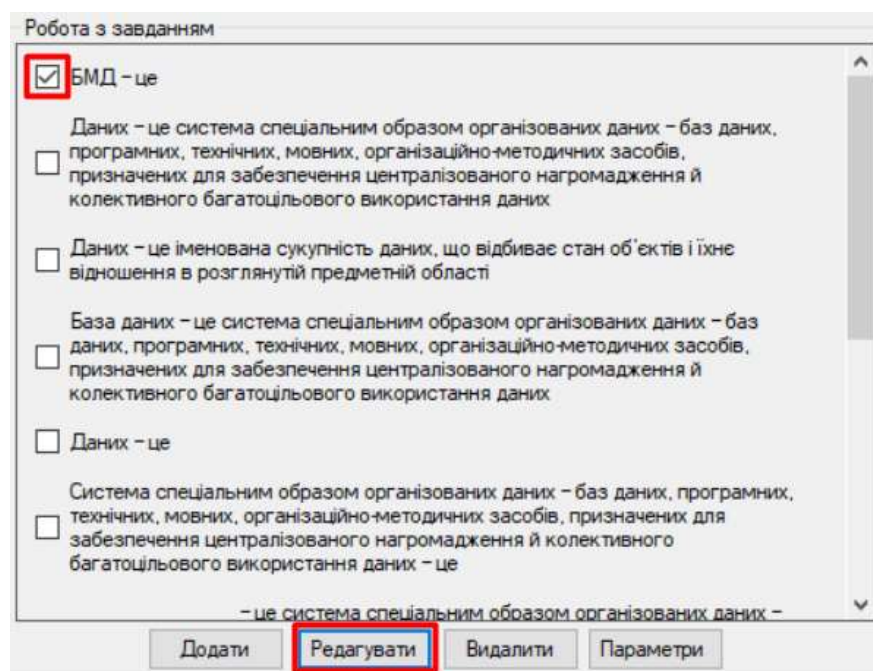 Робота з завданням
БМД – це
Даних – це система спеціальним образом організованих даних – баз даних,
програмних, технічних, мовних, організаційно-методичних засобів,
призначених для забезпечення централізованого нагромадження й
колективного багатоцільового використання даних
Даних – це іменована сукупність даних, що відбиває стан об'єктів і їхнє
відношення в розглянутій предметній області
База даних – це система спеціальним образом організованих даних – баз
даних, програмних, технічних, мовних, організаційно-методичних засобів,
призначених для забезпечення централізованого нагромадження й
колективного багатоцільового використання даних
Даних – це
Система спеціальним образом організованих даних – баз даних, програмних,
технічних, мовних, організаційно-методичних засобів, призначених для
забезпечення централізованого нагромадження й колективного
багатоцільового використання даних – це
– це система спеціальним образом організованих даних –
Додати Редагувати Видалити Параметри